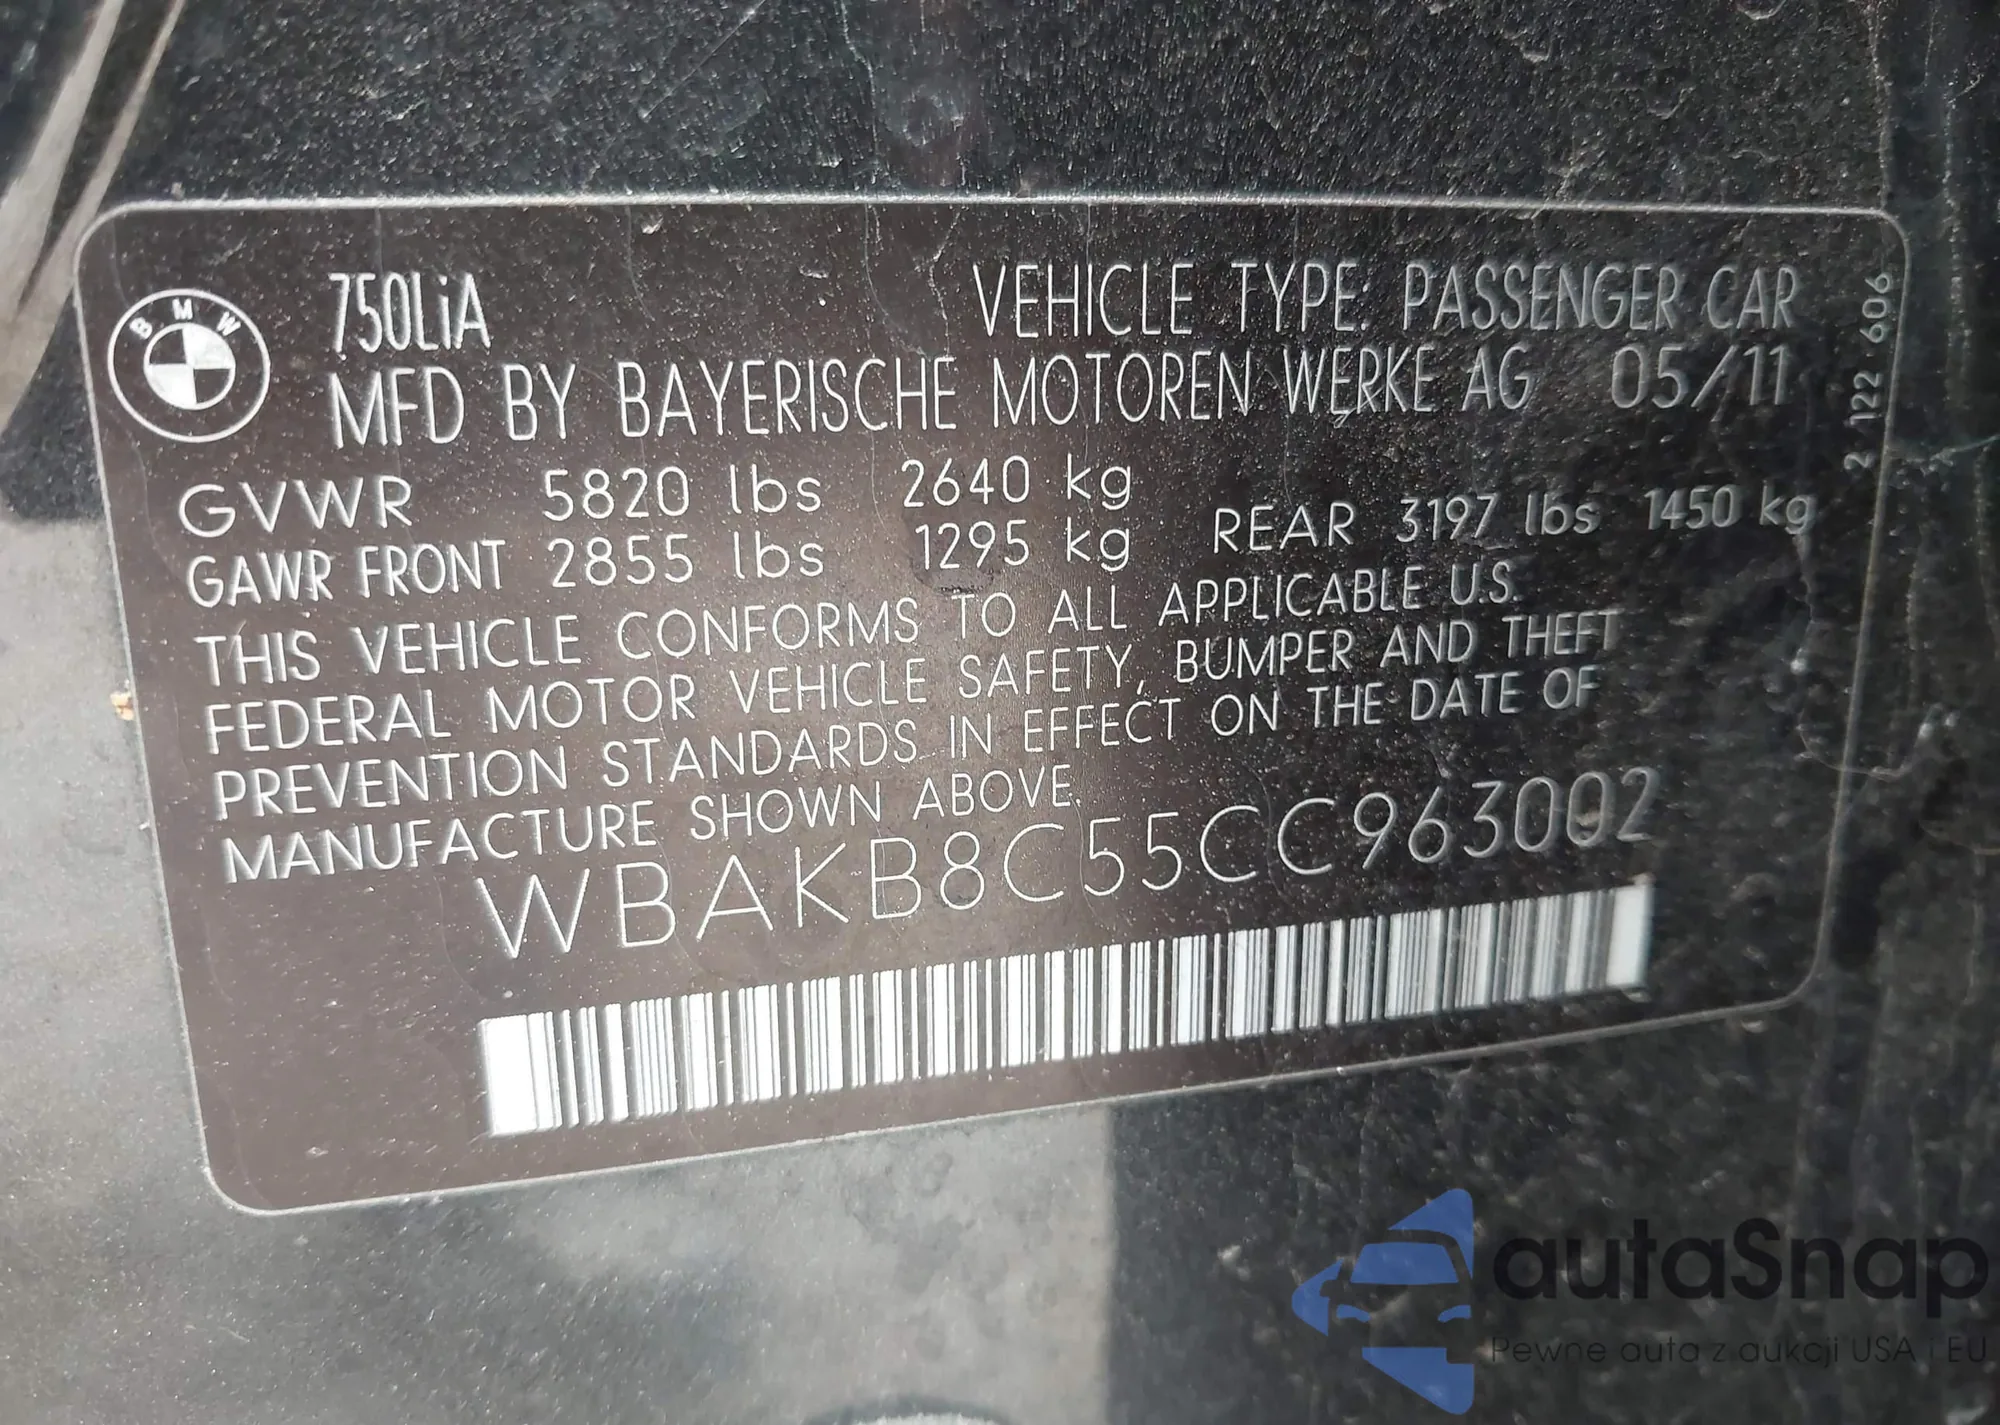 BMW
750LiA
VEHICLE TYPE: PASSENGER CAR
MFD BY BAYERISCHE MOTOREN WERKE AG 05/11
GVWR 5820 lbs 2640 kg
GAWR FRONT 2855 lbs 1295 kg REAR 3197 lbs 1450 kg
THIS VEHICLE CONFORMS TO ALL APPLICABLE U.S.
FEDERAL MOTOR VEHICLE SAFETY, BUMPER AND THEFT
PREVENTION STANDARDS IN EFFECT ON THE DATE OF
MANUFACTURE SHOWN ABOVE.
WBAKB8C55CC963002
2 122 606
autaSnap
Pewne auta z aukcji USA i EU